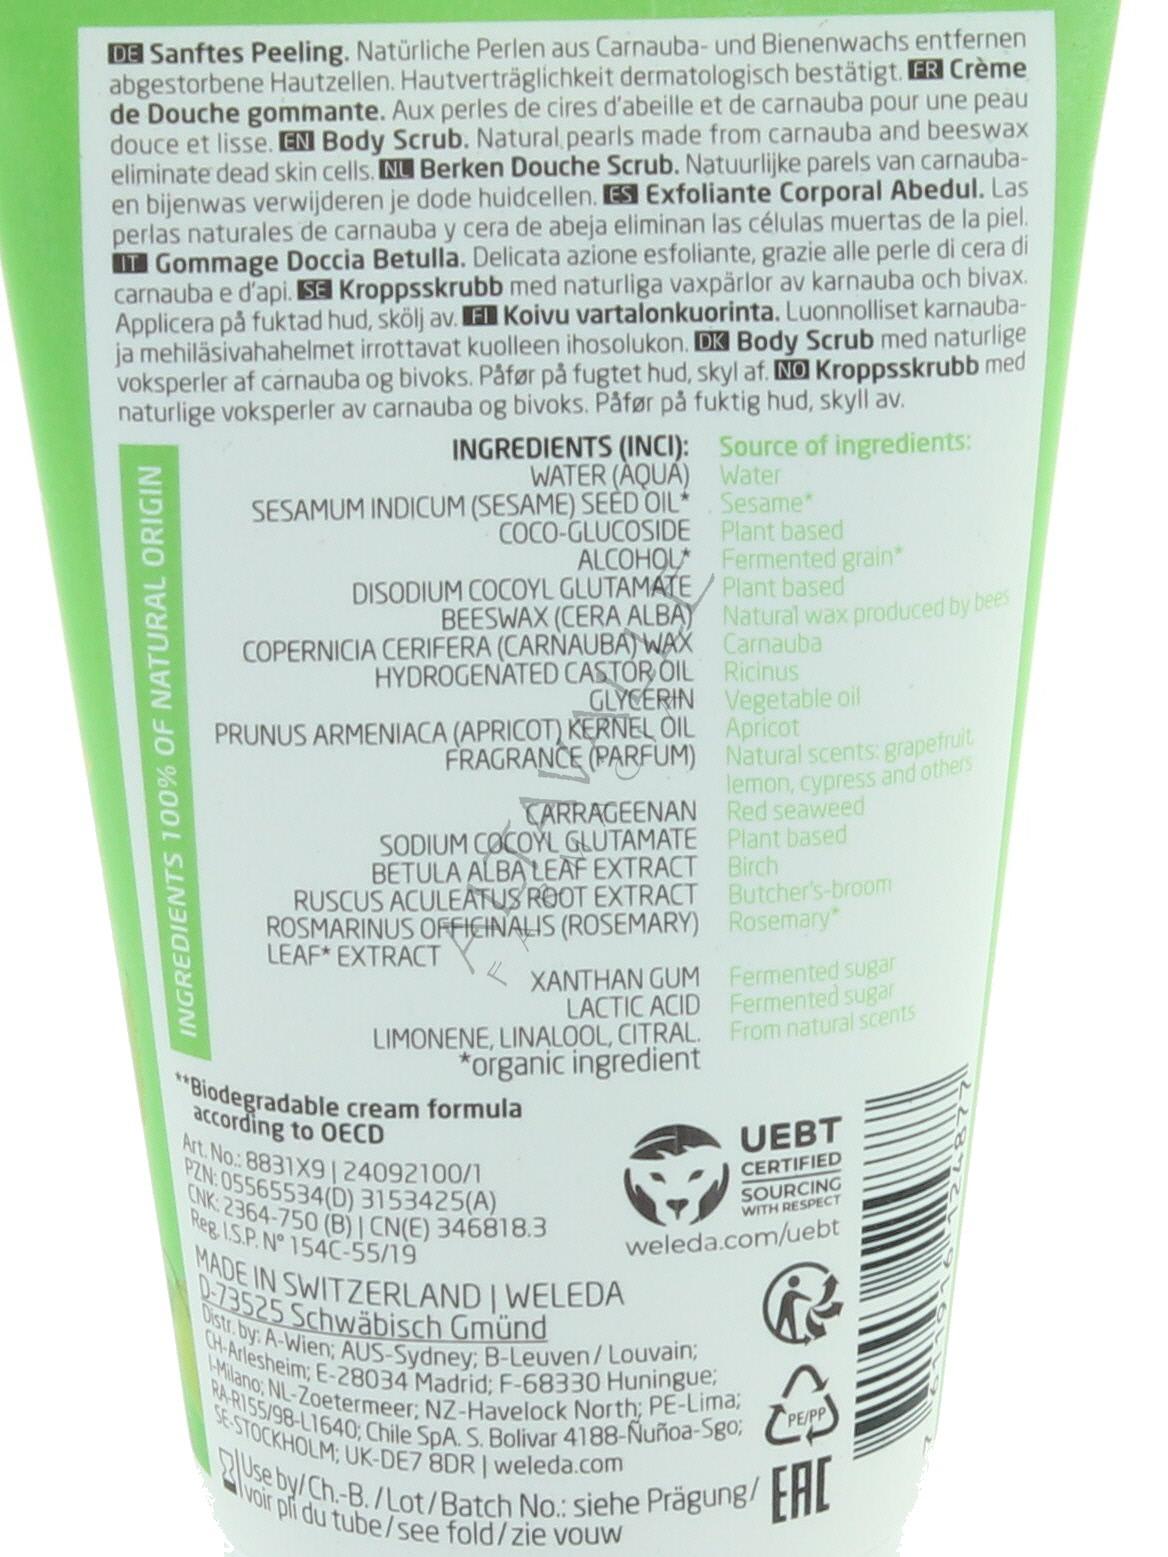 DE Sanftes Peeling. Natürliche Perlen aus Carnauba- und Bienenwachs entfernen
abgestorbene Hautzellen. Hautverträglichkeit dermatologisch bestätigt. FR Crème
de Douche gommante. Aux perles de cires d'abeille et de carnauba pour une peau
douce et lisse. EN Body Scrub. Natural pearls made from carnauba and beeswax
eliminate dead skin cells. NL Berken Douche Scrub. Natuurlijke parels van carnauba-
en bijenwas verwijderen je dode huidcellen. ES Exfoliante Corporal Abedul. Las
perlas naturales de carnauba y cera de abeja eliminan las células muertas de la piel.
IT Gommage Doccia Betulla. Delicata azione esfoliante, grazie alle perle di cera di
carnauba e d'api. SE Kroppsskrubb med naturliga vaxpärlor av karnauba och bivax.
Applicera på fuktad hud, skölj av. FI Koivu vartalonkuorinta. Luonnolliset karnauba-
ja mehiläsivahahelmet irrottavat kuolleen ihosolukon. DK Body Scrub med naturlige
voksperler af carnauba og bivoks. Påfør på fugtet hud, skyl af. NO Kroppsskrubb med
naturlige voksperler av carnauba og bivoks. Påfør på fuktig hud, skyll av.
INGREDIENTS 100% OF NATURAL ORIGIN
INGREDIENTS (INCI): Source of ingredients:
WATER (AQUA) Water
SESAMUM INDICUM (SESAME) SEED OIL* Sesame*
COCO-GLUCOSIDE Plant based
ALCOHOL* Fermented grain*
DISODIUM COCOYL GLUTAMATE Plant based
BEESWAX (CERA ALBA) Natural wax produced by bees
COPERNICIA CERIFERA (CARNAUBA) WAX Carnauba
HYDROGENATED CASTOR OIL Ricinus
GLYCERIN Vegetable oil
PRUNUS ARMENIACA (APRICOT) KERNEL OIL Apricot
FRAGRANCE (PARFUM) Natural scents: grapefruit,
lemon, cypress and others
CARRAGEENAN Red seaweed
SODIUM COCOYL GLUTAMATE Plant based
BETULA ALBA LEAF EXTRACT Birch
RUSCUS ACULEATUS ROOT EXTRACT Butcher's-broom
ROSMARINUS OFFICINALIS (ROSEMARY) Rosemary*
LEAF* EXTRACT
XANTHAN GUM Fermented sugar
LACTIC ACID Fermented sugar
LIMONENE, LINALOOL, CITRAL. From natural scents
*organic ingredient
**Biodegradable cream formula
according to OECD
Art. No.: 8831X9 | 24092100/1
PZN: 05565534(D) 3153425(A)
CNK: 2364-750 (B) | CN(E) 346818.3
Reg. I.S.P. N° 154C-55/19
UEBT
CERTIFIED
SOURCING
WITH RESPECT
weleda.com/uebt
MADE IN SWITZERLAND | WELEDA
D-73525 Schwäbisch Gmünd
Distr. by: A-Wien; AUS-Sydney; B-Leuven / Louvain;
CH-Arlesheim; E-28034 Madrid; F-68330 Huningue;
I-Milano; NL-Zoetermeer; NZ-Havelock North; PE-Lima;
RA-R155/98-L1640; Chile SpA. S. Bolivar 4188-Ñuñoa-Sgo;
SE-STOCKHOLM; UK-DE7 8DR | weleda.com
Use by/Ch.-B. /Lot/Batch No.: siehe Prägung/
voir pli du tube/see fold/zie vouw
PE/PP
EAC